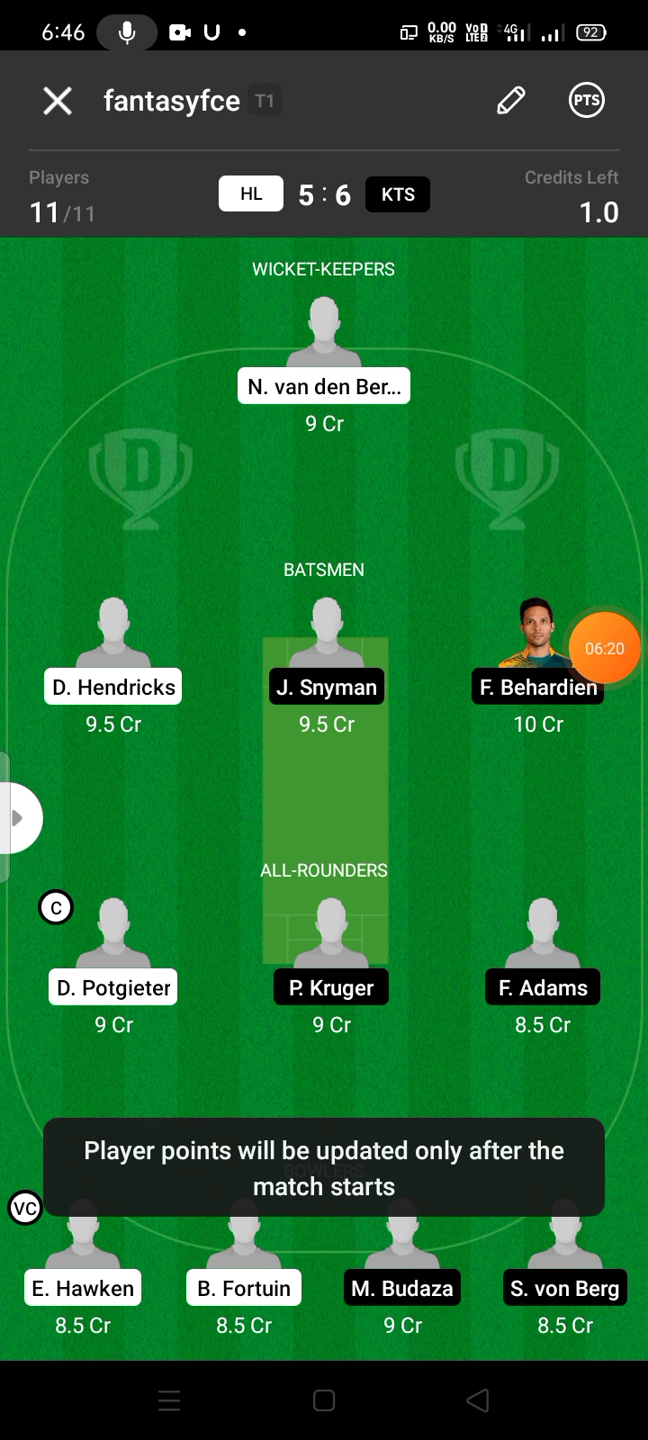 6:46
0.00 KB/S
VoD LTE2
4G
92
fantasyfce T1
PTS
Players
11/11
HL 5 : 6 KTS
Credits Left
1.0
WICKET-KEEPERS
N. van den Ber...
9 Cr
D D
BATSMEN
06:20
D. Hendricks J. Snyman F. Behardien
9.5 Cr 9.5 Cr 10 Cr
ALL-ROUNDERS
C
D. Potgieter P. Kruger F. Adams
9 Cr 9 Cr 8.5 Cr
Player points will be updated only after the
BOWLERS
match starts
VC
E. Hawken B. Fortuin M. Budaza S. von Berg
8.5 Cr 8.5 Cr 9 Cr 8.5 Cr